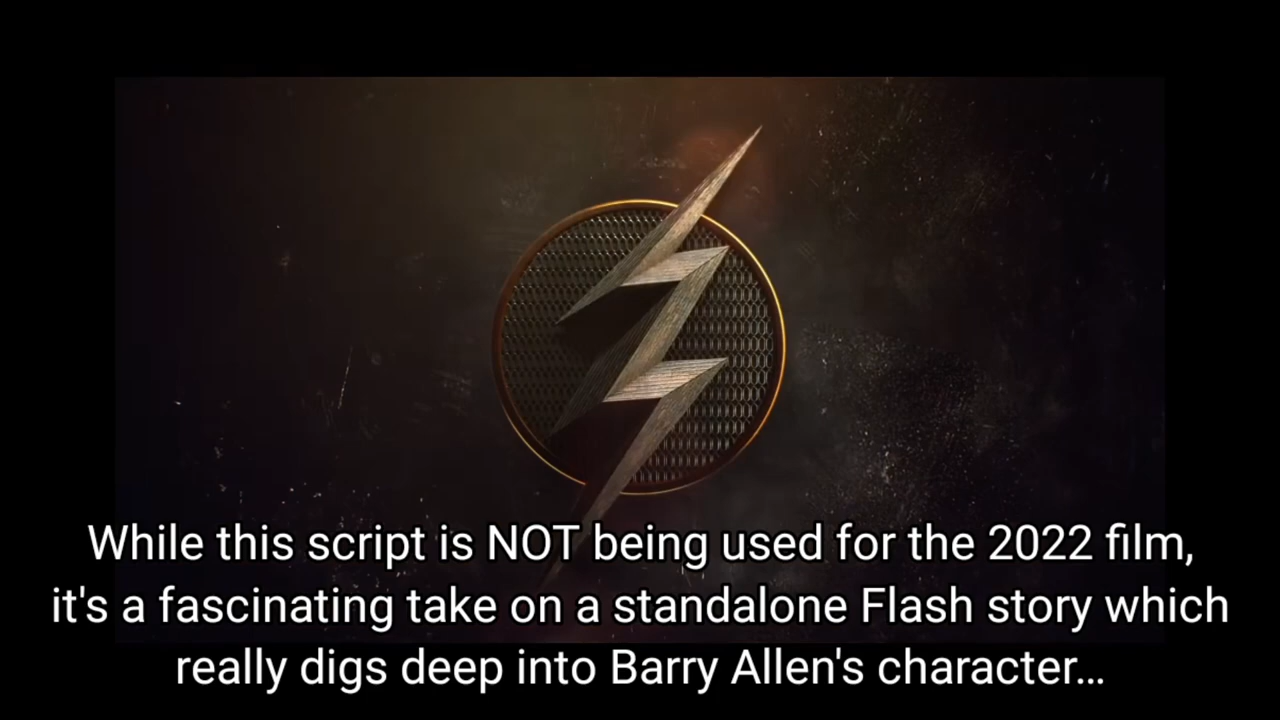 While this script is NOT being used for the 2022 film,
it's a fascinating take on a standalone Flash story which
really digs deep into Barry Allen's character...